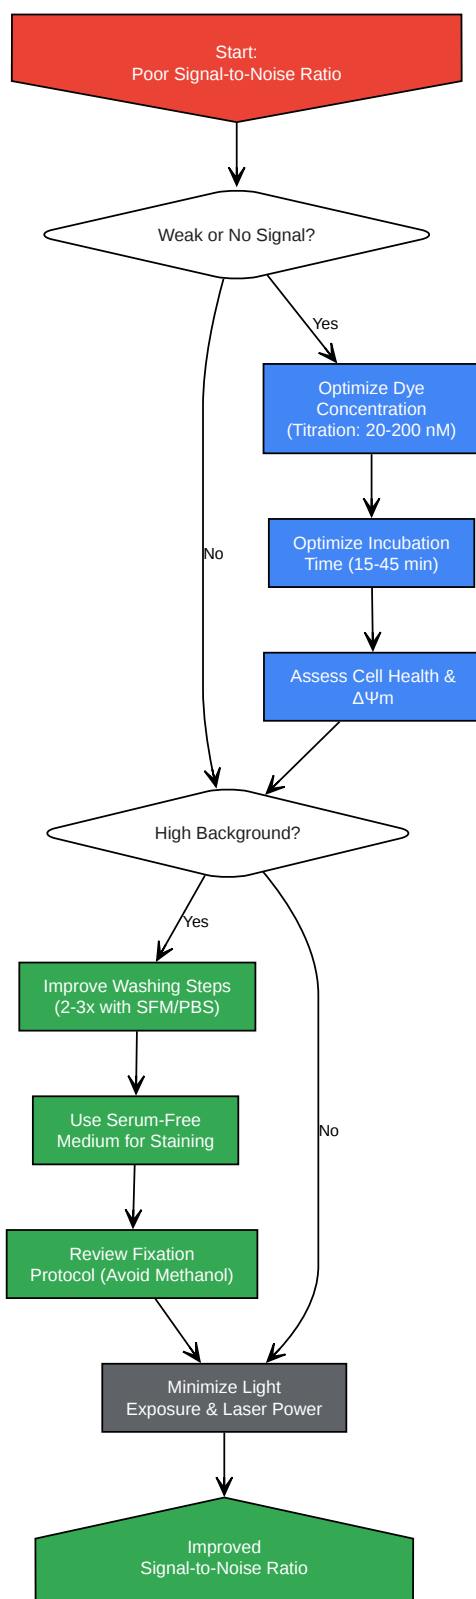 Start:
Poor Signal-to-Noise Ratio
Weak or No Signal?
Yes
Optimize Dye
Concentration
(Titration: 20-200 nM)
No
Optimize Incubation
Time (15-45 min)
Assess Cell Health &
ΔΨm
High Background?
Yes
Improve Washing Steps
(2-3x with SFM/PBS)
Use Serum-Free
Medium for Staining
No
Review Fixation
Protocol (Avoid Methanol)
Minimize Light
Exposure & Laser Power
Improved
Signal-to-Noise Ratio